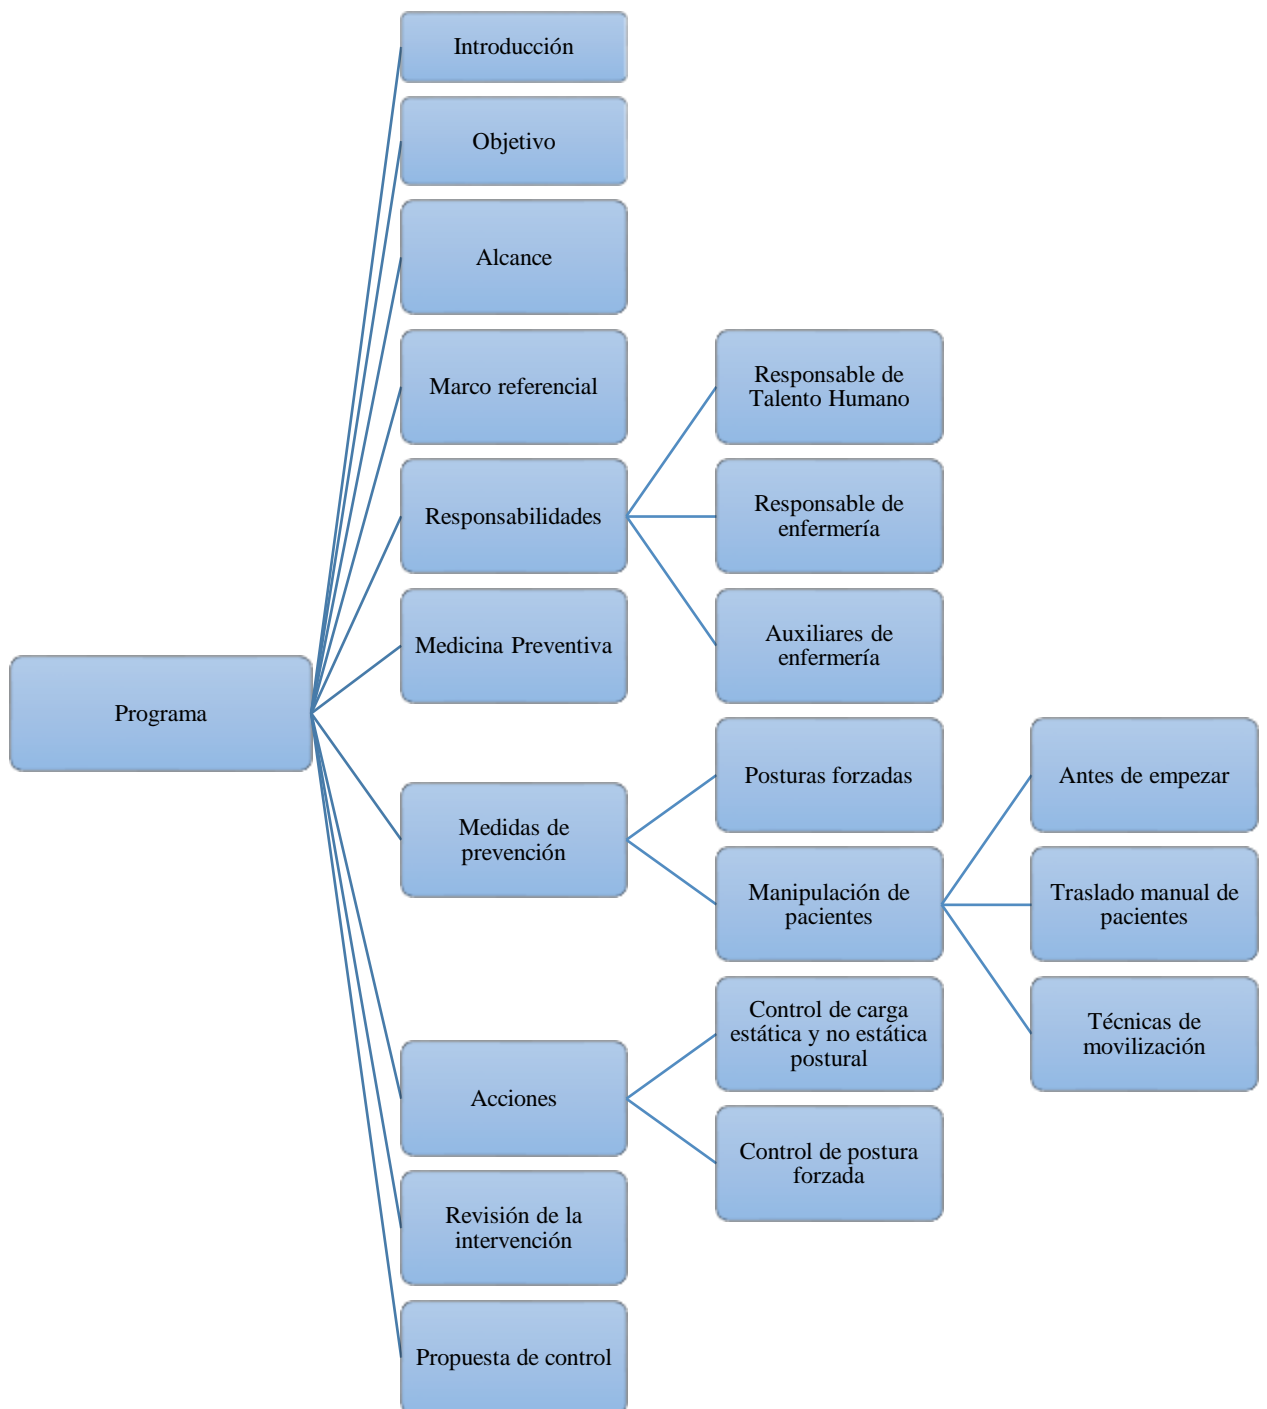 Introducción
Objetivo
Alcance
Marco referencial
Responsable de
Talento Humano
Responsabilidades
Responsable de
enfermería
Auxiliares de
enfermería
Medicina Preventiva
Programa
Medidas de
prevención
Posturas forzadas
Manipulación de
pacientes
Antes de empezar
Traslado manual de
pacientes
Técnicas de
movilización
Acciones
Control de carga
estática y no estática
postural
Control de postura
forzada
Revisión de la
intervención
Propuesta de control